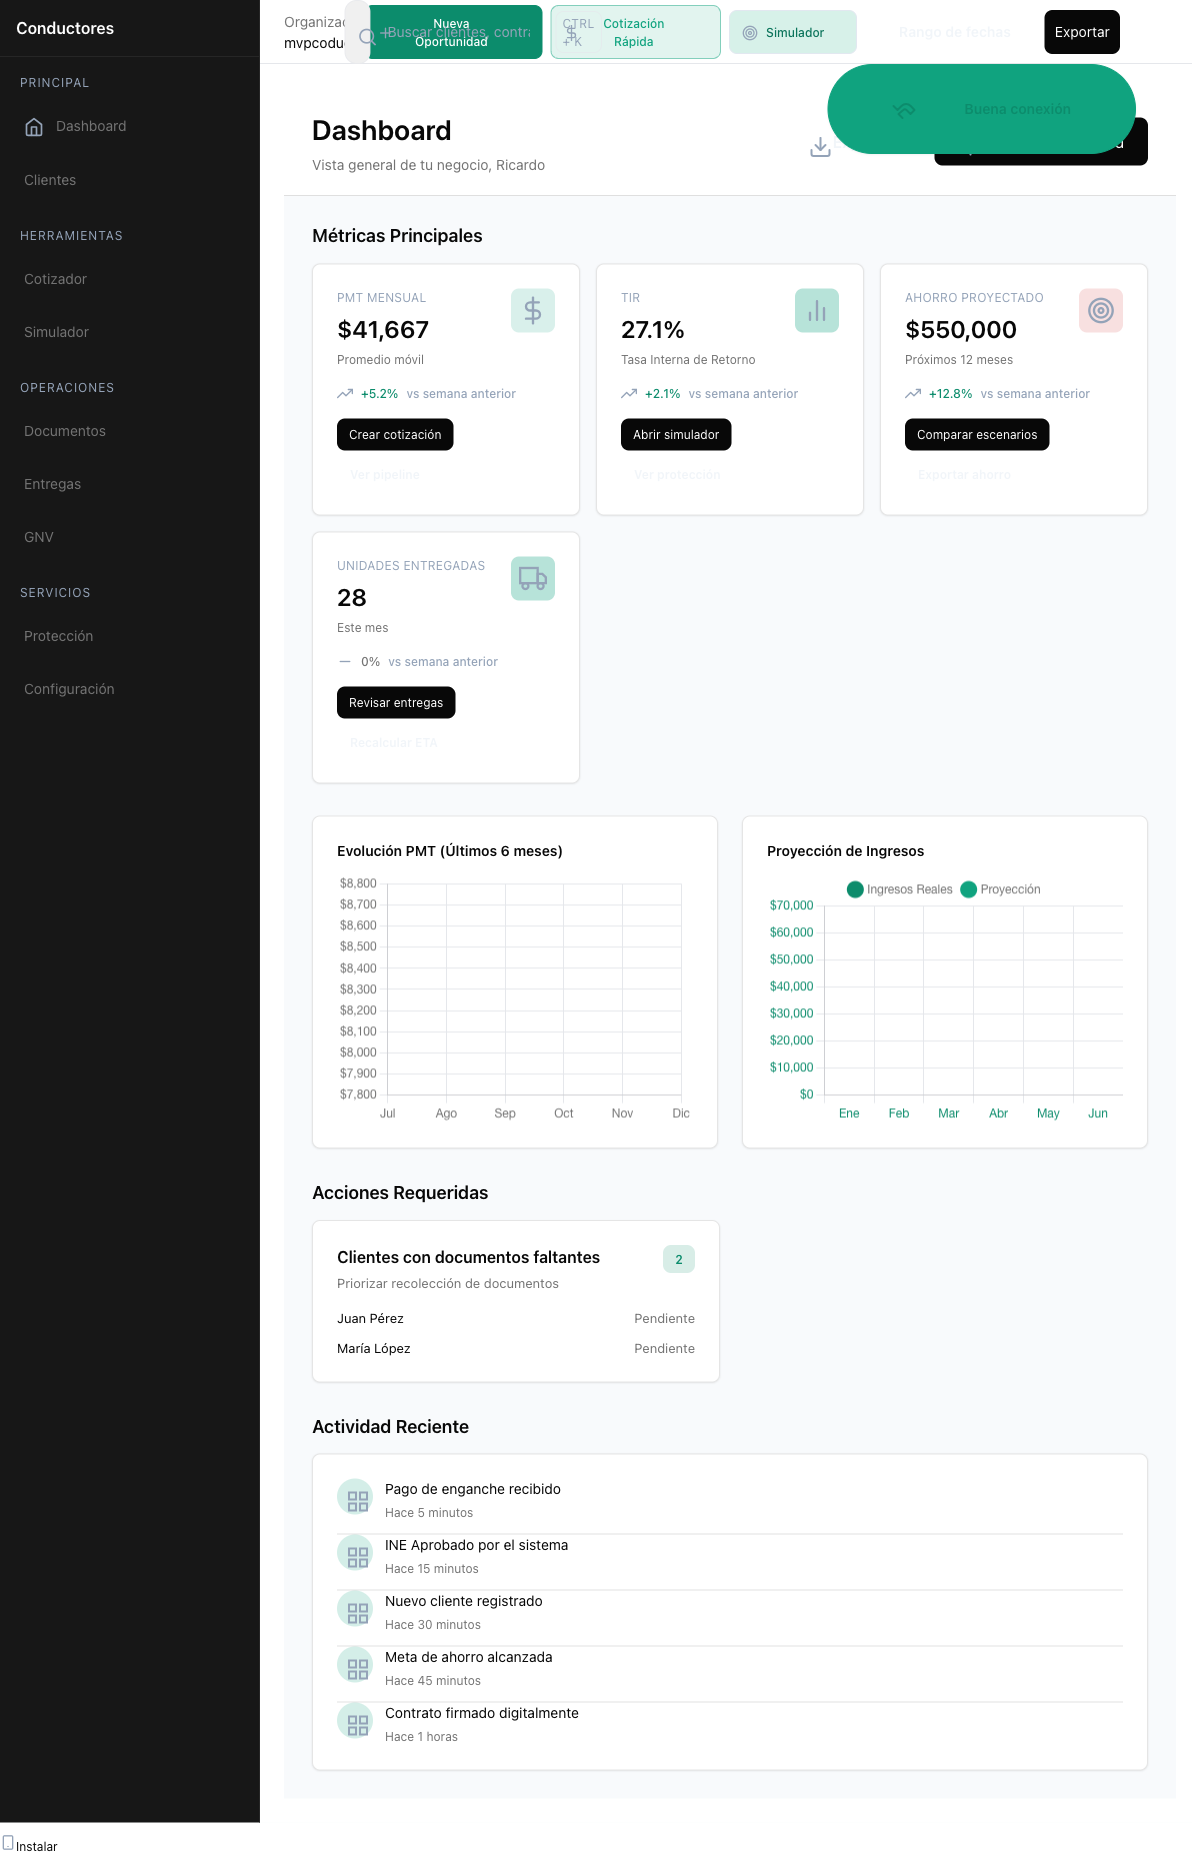 Conductores
PRINCIPAL
Dashboard
Clientes
HERRAMIENTAS
Cotizador
Simulador
OPERACIONES
Documentos
Entregas
GNV
SERVICIOS
Protección
Configuración
Instalar
Buscar clientes, contr
Nueva
Oportunidad
CTRL
+ K
Cotización
Rápida
Simulador
Rango de fechas
Exportar
Buena conexión
Dashboard
Vista general de tu negocio, Ricardo
Métricas Principales
PMT MENSUAL
$41,667
Promedio móvil
+5.2% vs semana anterior
Crear cotización
Ver pipeline
TIR
27.1%
Tasa Interna de Retorno
+2.1% vs semana anterior
Abrir simulador
Ver protección
AHORRO PROYECTADO
$550,000
Próximos 12 meses
+12.8% vs semana anterior
Comparar escenarios
Exportar ahorro
UNIDADES ENTREGADAS
28
Este mes
0% vs semana anterior
Revisar entregas
Recalcular ETA
Evolución PMT (Últimos 6 meses)
$8,800
$8,700
$8,600
$8,500
$8,400
$8,300
$8,200
$8,100
$8,000
$7,900
$7,800
Jul Ago Sep Oct Nov Dic
Proyección de Ingresos
Ingresos Reales Proyección
$70,000
$60,000
$50,000
$40,000
$30,000
$20,000
$10,000
$0
Ene Feb Mar Abr May Jun
Acciones Requeridas
Clientes con documentos faltantes
2
Priorizar recolección de documentos
Juan Pérez Pendiente
María López Pendiente
Actividad Reciente
Pago de enganche recibido
Hace 5 minutos
INE Aprobado por el sistema
Hace 15 minutos
Nuevo cliente registrado
Hace 30 minutos
Meta de ahorro alcanzada
Hace 45 minutos
Contrato firmado digitalmente
Hace 1 horas